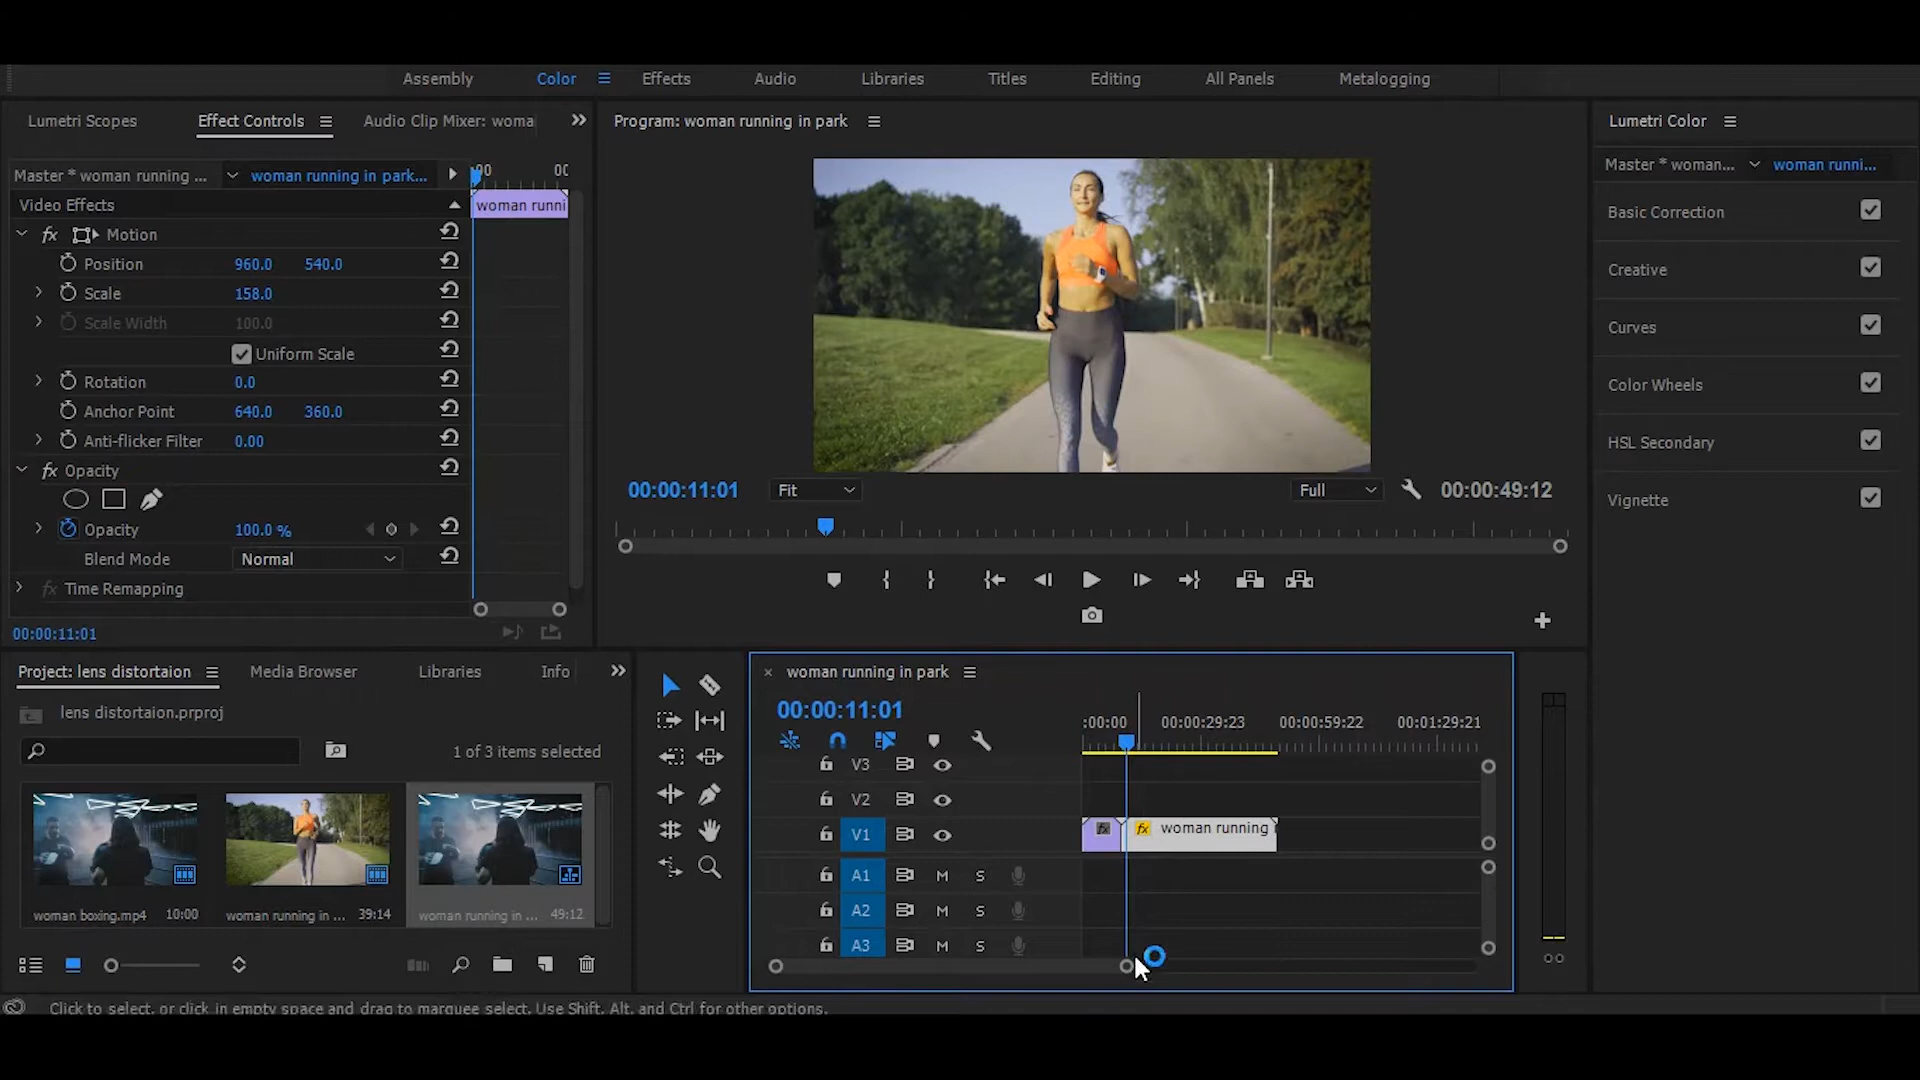 Assembly Color Effects Audio Libraries Titles Editing All Panels Metalogging
Lumetri Scopes Effect Controls Audio Clip Mixer: woma
Master * woman running ... woman running in park...
:00 00
Video Effects
woman runni
fx Motion
Position 960.0 540.0
Scale 158.0
Scale Width 100.0
Uniform Scale
Rotation 0.0
Anchor Point 640.0 360.0
Anti-flicker Filter 0.00
fx Opacity
Opacity 100.0 %
Blend Mode Normal
fx Time Remapping
00:00:11:01
Program: woman running in park
00:00:11:01 Fit Full 00:00:49:12
Lumetri Color
Master * woman... woman runni...
Basic Correction
Creative
Curves
Color Wheels
HSL Secondary
Vignette
Project: lens distortaion Media Browser Libraries Info
lens distortaion.prproj
1 of 3 items selected
woman boxing.mp4 10:00
woman running in ... 39:14
woman running in ... 49:12
× woman running in park
00:00:11:01
:00:00 00:00:29:23 00:00:59:22 00:01:29:21
V3
V2
V1
fx fx woman running
A1 M S
A2 M S
A3 M S
Click to select, or click in empty space and drag to marquee select. Use Shift, Alt, and Ctrl for other options.